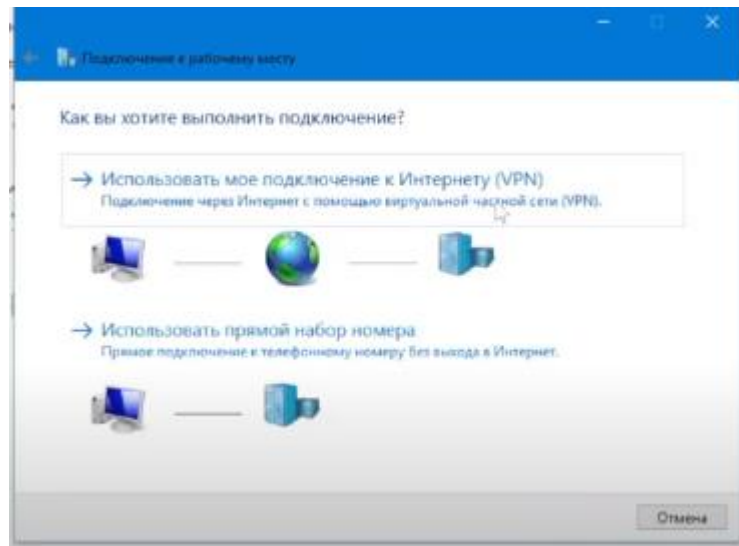 Подключение к рабочему месту
Как вы хотите выполнить подключение?
Использовать мое подключение к Интернету (VPN)
Подключение через Интернет с помощью виртуальной частной сети (VPN).
Использовать прямой набор номера
Прямое подключение к телефонному номеру без выхода в Интернет.
Отмена